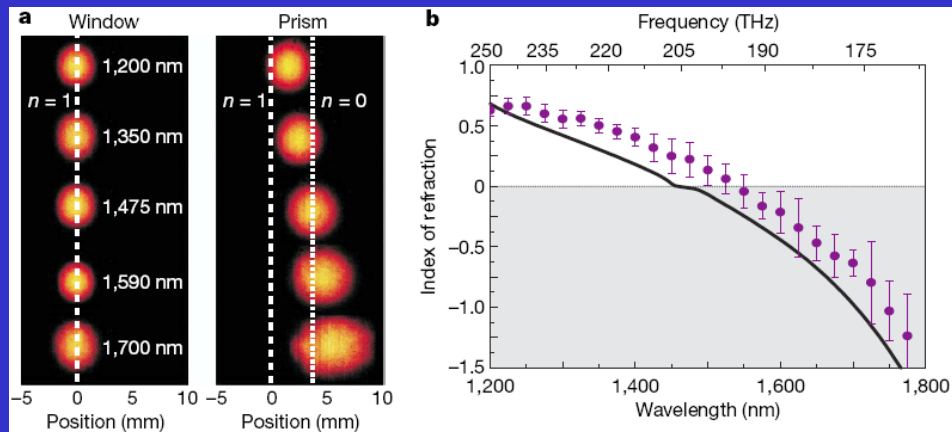 a
Window
Prism
n = 1
1,200 nm
1,350 nm
1,475 nm
1,590 nm
1,700 nm
n = 1
n = 0
−5 0 5 10
Position (mm)
−5 0 5 10
Position (mm)
b
Frequency (THz)
250 235 220 205 190 175
Index of refraction
1.0
0.5
0
−0.5
−1.0
−1.5
1,200 1,400 1,600 1,800
Wavelength (nm)